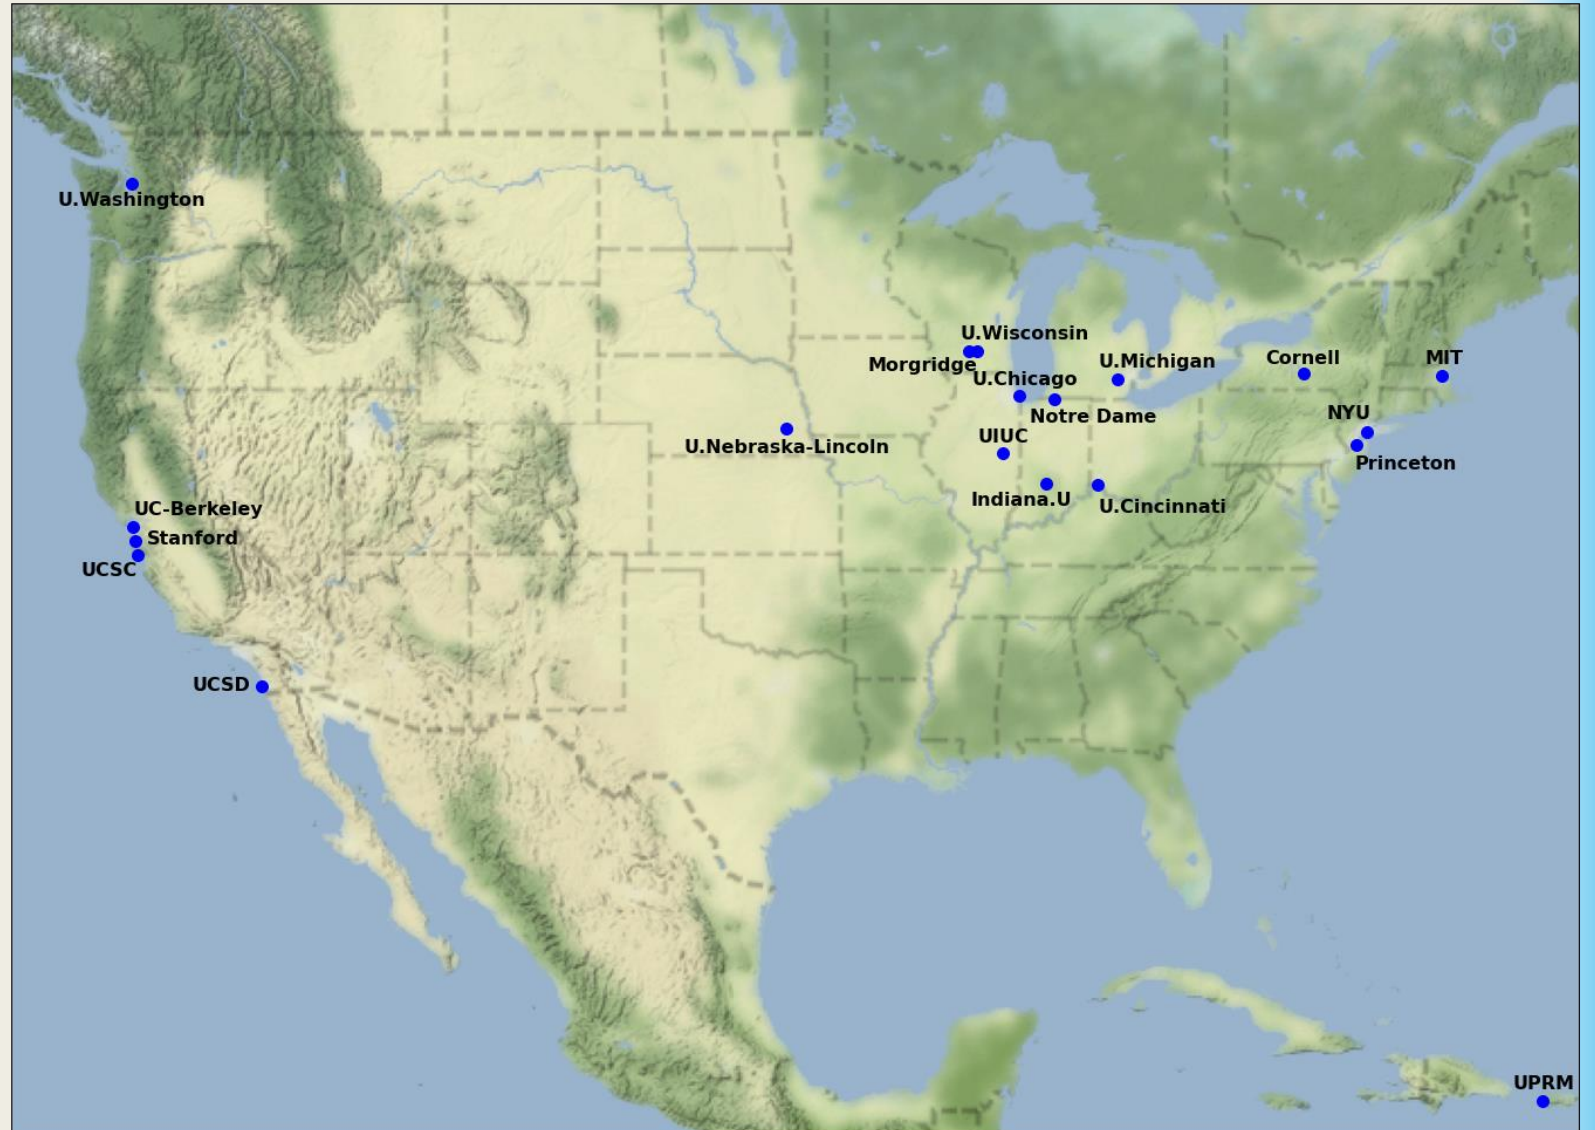 U.Washington
U.Wisconsin
Morgridge
U.Michigan
Cornell
MIT
U.Chicago
Notre Dame
NYU
UIUC
U.Nebraska-Lincoln
Princeton
Indiana.U
U.Cincinnati
UC-Berkeley
Stanford
UCSC
UCSD
UPRM